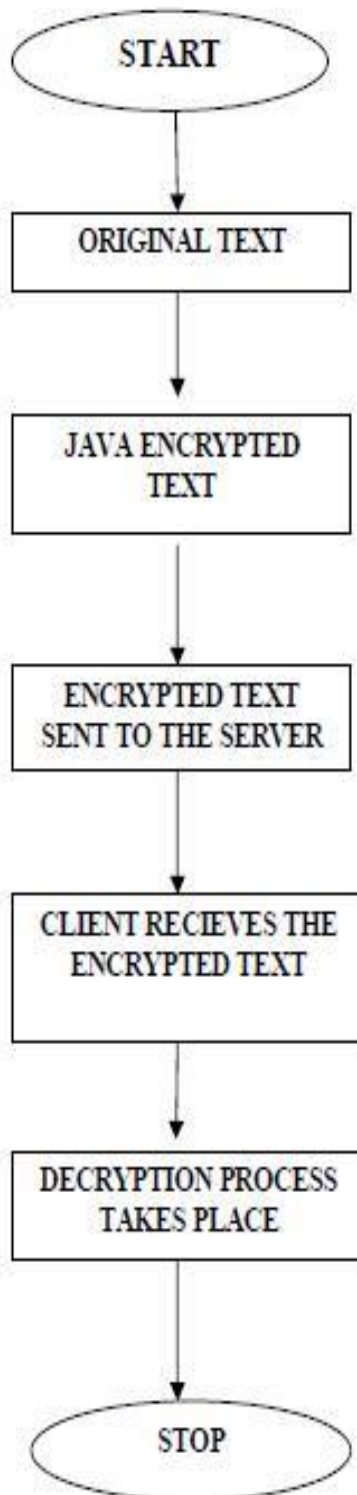 START
ORIGINAL TEXT
JAVA ENCRYPTED
TEXT
ENCRYPTED TEXT
SENT TO THE SERVER
CLIENT RECIEVES THE
ENCRYPTED TEXT
DECRYPTION PROCESS
TAKES PLACE
STOP